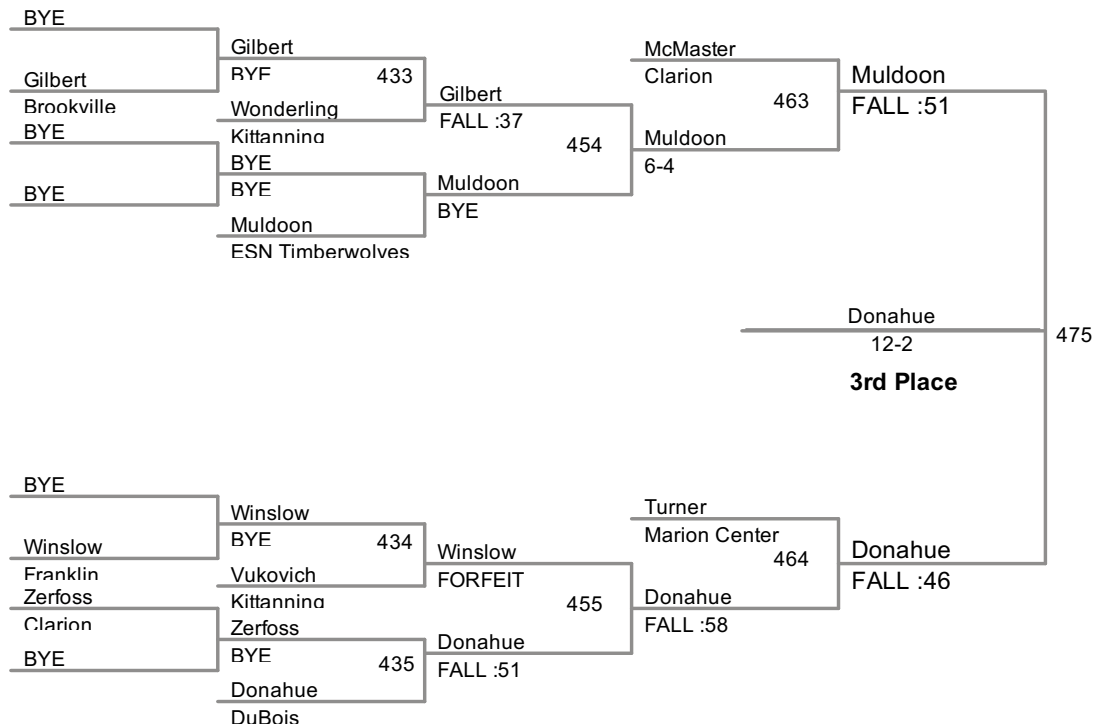 BYE
Gilbert
Brookville
BYE
BYE
Gilbert
BYE
433
Wonderling
Kittanning
BYE
BYE
Muldoon
ESN Timberwolves
Gilbert
FALL :37
454
Muldoon
BYE
McMaster
Clarion
463
Muldoon
6-4
Muldoon
FALL :51
Donahue
12-2
3rd Place
475
BYE
Winslow
Franklin
Zerfoss
Clarion
BYE
Winslow
BYE
434
Vukovich
Kittanning
Zerfoss
BYE
435
Donahue
DuBois
Winslow
FORFEIT
455
Donahue
FALL :51
Turner
Marion Center
464
Donahue
FALL :58
Donahue
FALL :46